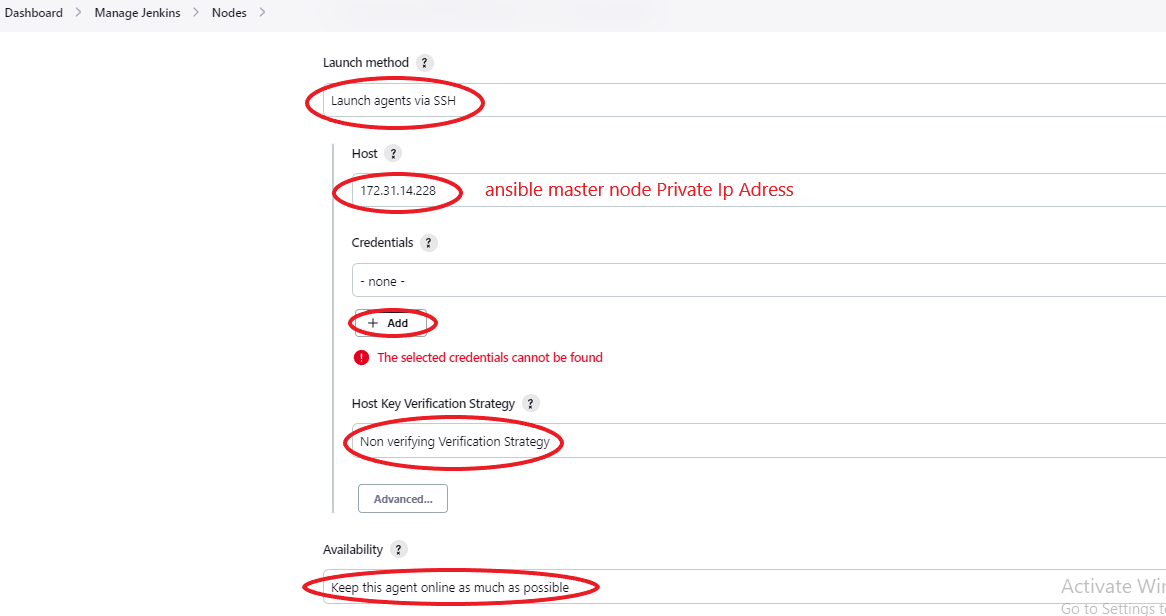 Dashboard > Manage Jenkins > Nodes >
Launch method ?
Launch agents via SSH
Host ?
172.31.14.228 ansible master node Private Ip Adress
Credentials ?
- none -
+ Add
! The selected credentials cannot be found
Host Key Verification Strategy ?
Non verifying Verification Strategy
Advanced...
Availability ?
Keep this agent online as much as possible
Activate Wi
Go to Settings t